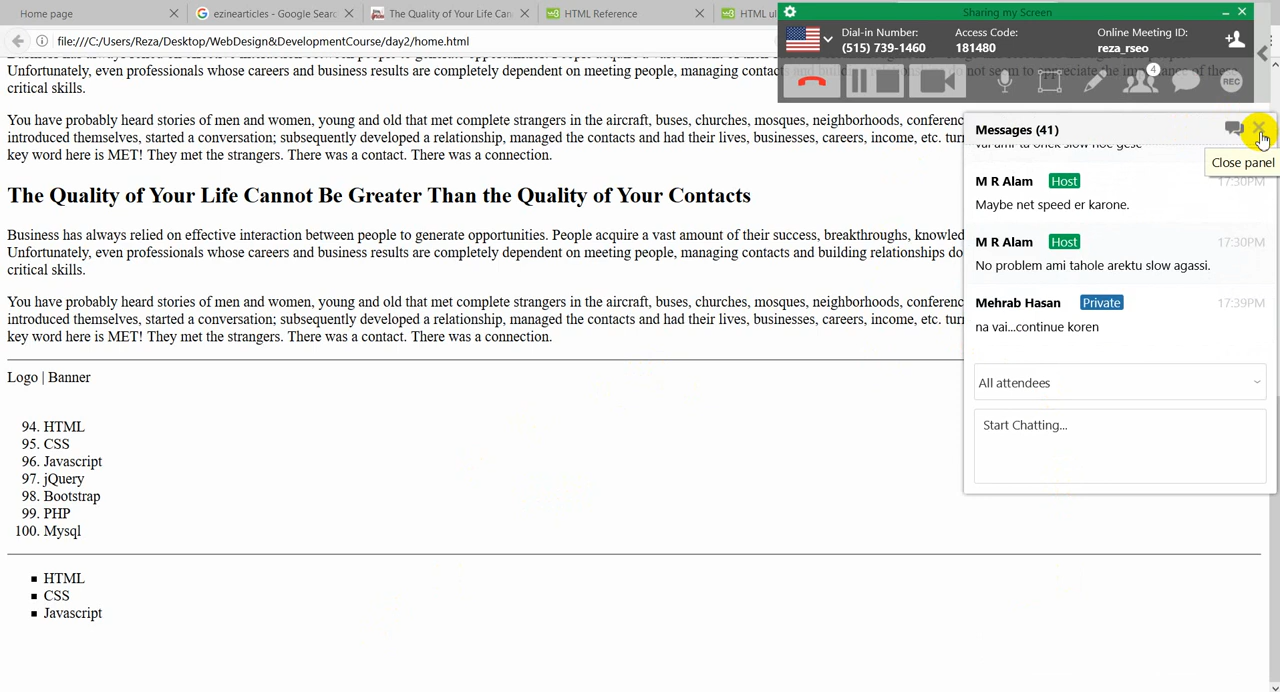 Home page
ezinearticles - Google Searc
The Quality of Your Life Can
HTML Reference
HTML ul
Sharing my Screen
file:///C:/Users/Reza/Desktop/WebDesign&DevelopmentCourse/day2/home.html
Dial-in Number:
(515) 739-1460
Access Code:
181480
Online Meeting ID:
reza_rseo
4
REC
Unfortunately, even professionals whose careers and business results are completely dependent on meeting people, managing
critical skills.
You have probably heard stories of men and women, young and old that met complete strangers in the aircraft, buses, churches, mosques, neighborhoods,
introduced themselves, started a conversation; subsequently developed a relationship, managed the contacts and had their lives, businesses, careers, income, etc.
key word here is MET! They met the strangers. There was a contact. There was a connection.
The Quality of Your Life Cannot Be Greater Than the Quality of Your Contacts
Business has always relied on effective interaction between people to generate opportunities. People acquire a vast amount of their success, breakthroughs,
Unfortunately, even professionals whose careers and business results are completely dependent on meeting people, managing contacts and building relationships do
critical skills.
You have probably heard stories of men and women, young and old that met complete strangers in the aircraft, buses, churches, mosques, neighborhoods,
introduced themselves, started a conversation; subsequently developed a relationship, managed the contacts and had their lives, businesses, careers, income, etc.
key word here is MET! They met the strangers. There was a contact. There was a connection.
Logo | Banner
94. HTML
95. CSS
96. Javascript
97. jQuery
98. Bootstrap
99. PHP
100. Mysql
▪ HTML
▪ CSS
▪ Javascript
Messages (41)
Close panel
M R Alam Host 17:30PM
Maybe net speed er karone.
M R Alam Host 17:30PM
No problem ami tahole arektu slow agassi.
Mehrab Hasan Private 17:39PM
na vai...continue koren
All attendees
Start Chatting...